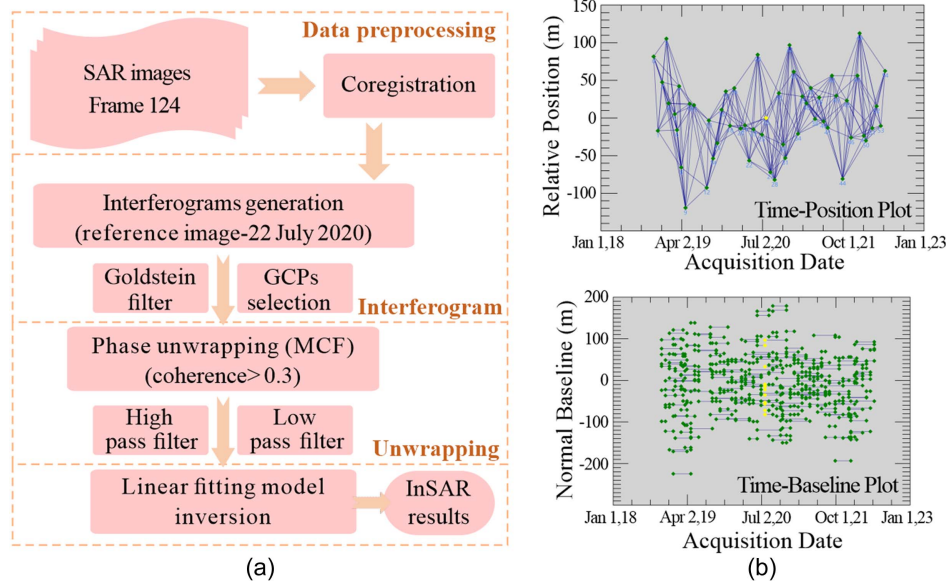 Data preprocessing
SAR images
Frame 124
Coregistration
Interferograms generation
(reference image-22 July 2020)
Goldstein
filter
GCPs
selection
Interferogram
Phase unwrapping (MCF)
(coherence> 0.3)
High
pass filter
Low
pass filter
Unwrapping
Linear fitting model
inversion
InSAR
results
(a)
Relative Position (m)
150
100
50
0
-50
-100
Time-Position Plot
Jan 1,18
Apr 2,19
Jul 2,20
Oct 1,21
Jan 1,23
Acquisition Date
Normal Baseline (m)
200
100
0
-100
-200
Time-Baseline Plot
Jan 1,18
Apr 2,19
Jul 2,20
Oct 1,21
Jan 1,23
Acquisition Date
(b)